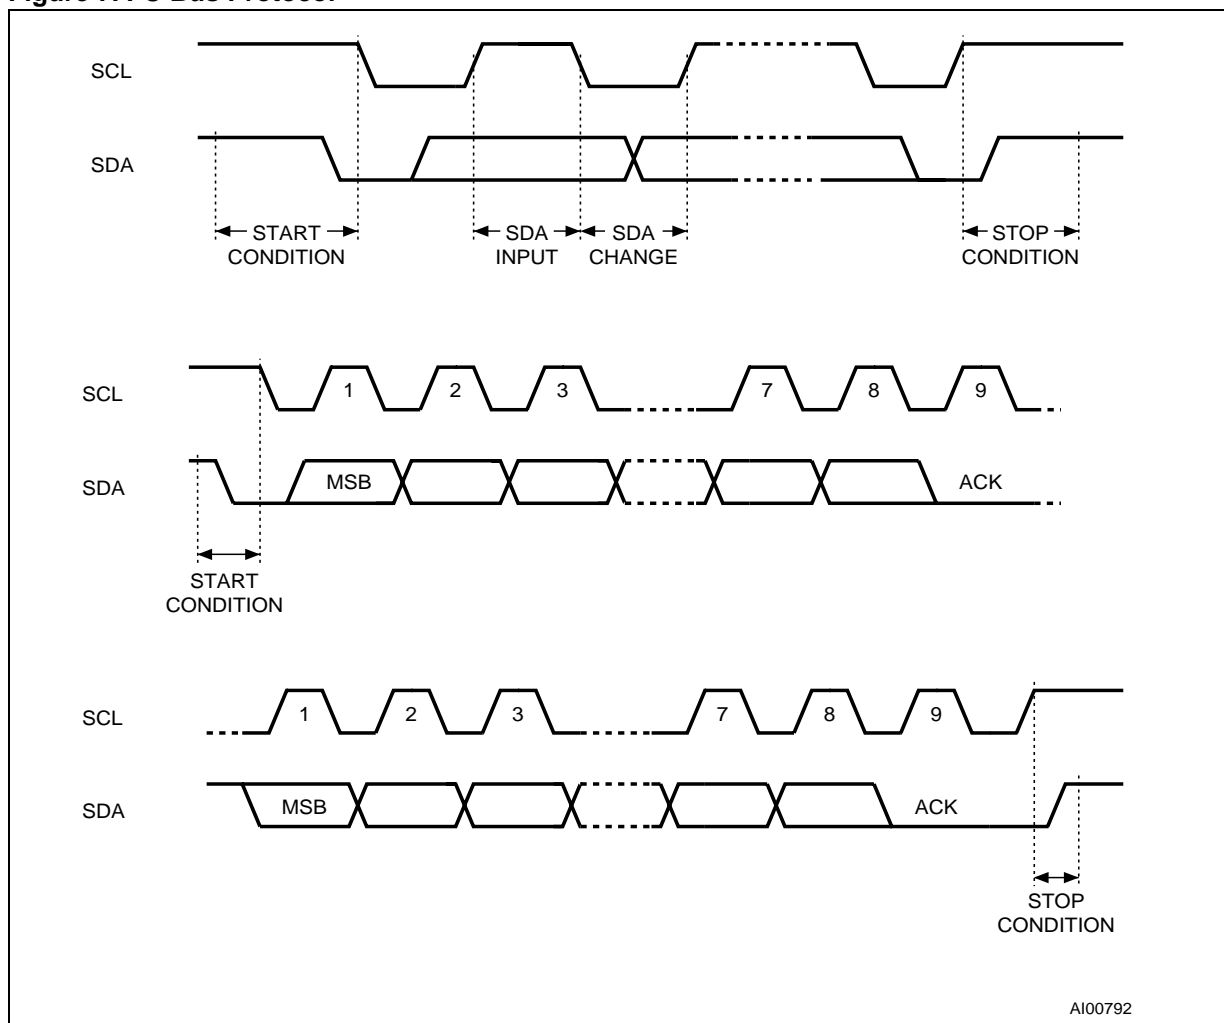 SCL
SDA
START
CONDITION
SDA
INPUT
SDA
CHANGE
STOP
CONDITION
SCL
1 2 3 7 8 9
SDA
MSB ACK
START
CONDITION
SCL
1 2 3 7 8 9
SDA
MSB ACK
STOP
CONDITION
AI00792